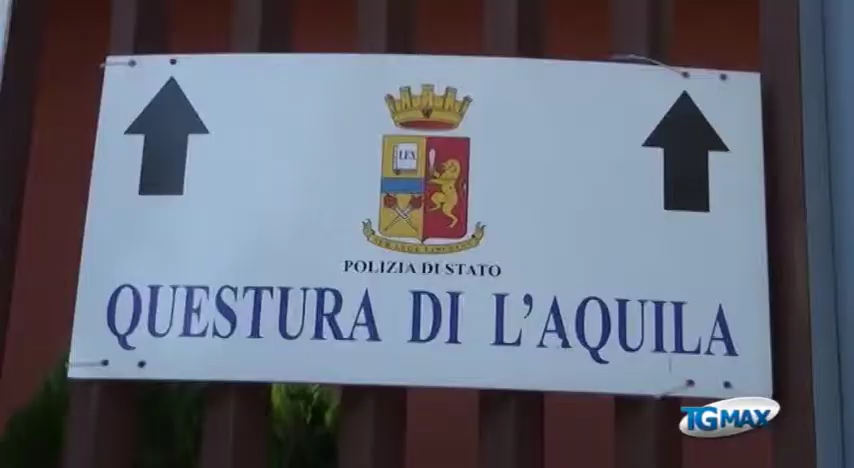 LEX
POLIZIA DI STATO
QUESTURA DI L'AQUILA
TGMAX